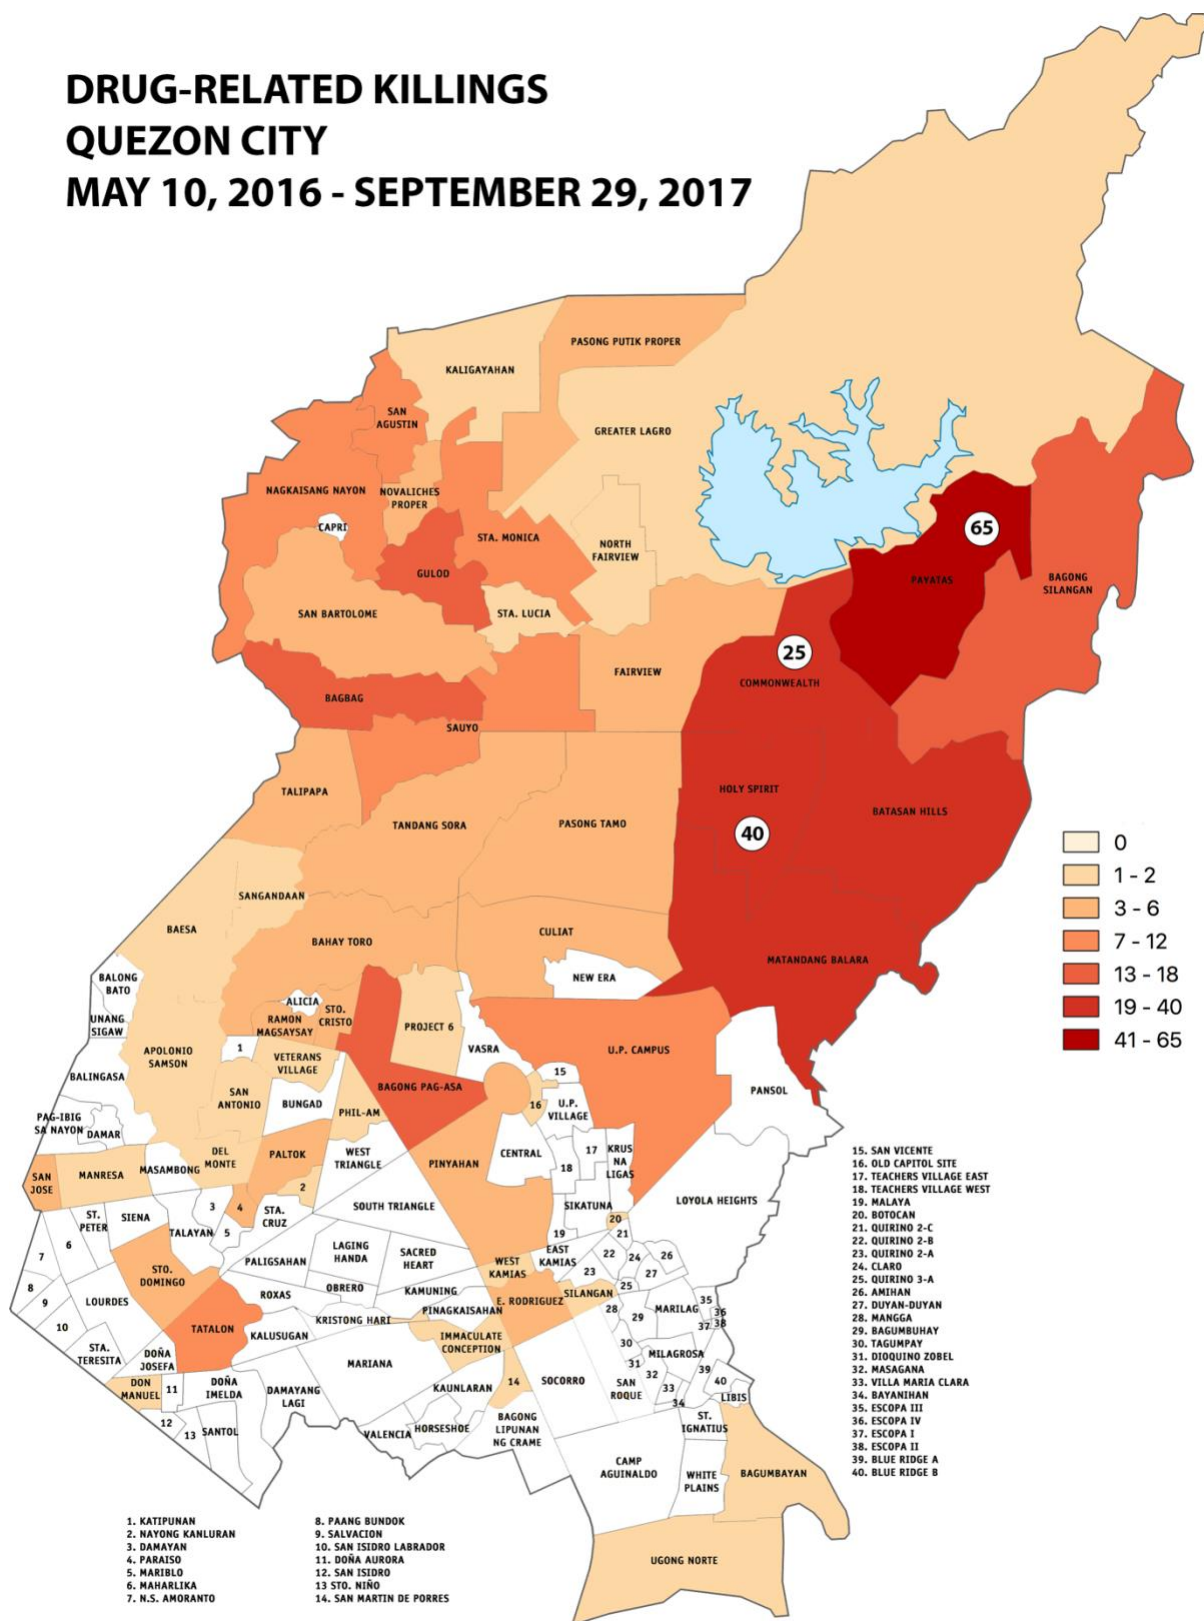 DRUG-RELATED KILLINGS
QUEZON CITY
MAY 10, 2016 - SEPTEMBER 29, 2017
PASONG PUTIK PROPER
KALIGAYAHAN
SAN
AGUSTIN
GREATER LAGRO
NAGKAISANG NAYON
NOVALICHES
PROPER
CAPRI
STA. MONICA
NORTH
FAIRVIEW
65
GULOD
PAYATAS
BAGONG
SILANGAN
SAN BARTOLOME
STA. LUCIA
25
FAIRVIEW
COMMONWEALTH
BAGBAG
SAUYO
TALIPAPA
HOLY SPIRIT
TANDANG SORA
PASONG TAMO
BATASAN HILLS
40
0
1 - 2
3 - 6
7 - 12
13 - 18
19 - 40
41 - 65
SANGANDAAN
BAESA
BAHAY TORO
CULIAT
MATANDANG BALARA
BALONG
BATO
NEW ERA
ALICIA
UNANG
SIGAW
RAMON
MAGSAYSAY
STO.
CRISTO
PROJECT 6
VASRA
U.P. CAMPUS
1
APOLONIO
SAMSON
VETERANS
VILLAGE
BALINGASA
BAGONG PAG-ASA
15
PANSOL
SAN
ANTONIO
BUNGAD
PHIL-AM
16
U.P.
VILLAGE
PAG-IBIG
SA NAYON
DAMAR
DEL
MONTE
PALTOK
WEST
TRIANGLE
PINYAHAN
CENTRAL
17
18
KRUS
NA
LIGAS
SAN
JOSE
MANRESA
MASAMBONG
2
SOUTH TRIANGLE
LOYOLA HEIGHTS
3
4
STA.
CRUZ
SIKATUNA
ST.
PETER
SIENA
TALAYAN
5
19
20
21
6
7
STO.
DOMINGO
PALIGSAHAN
LAGING
HANDA
SACRED
HEART
WEST
KAMIAS
EAST
KAMIAS
22
23
24
26
27
25
8
9
10
LOURDES
ROXAS
OBRERO
KAMUNING
SILANGAN
E. RODRIGUEZ
PINAGKAISAHAN
KRISTONG HARI
28
29
MARILAG
35
36
37
38
TATALON
KALUSUGAN
IMMACULATE
CONCEPTION
30
31
MILAGROSA
STA.
TERESITA
DOÑA
JOSEFA
MARIANA
32
33
34
39
40
DON
MANUEL
11
DOÑA
IMELDA
DAMAYANG
LAGI
KAUNLARAN
14
SOCORRO
SAN
ROQUE
LIBIS
12
13
SANTOL
VALENCIA
HORSESHOE
BAGONG
LIPUNAN
NG CRAME
ST.
IGNATIUS
CAMP
AGUINALDO
WHITE
PLAINS
BAGUMBAYAN
UGONG NORTE
15. SAN VICENTE
16. OLD CAPITOL SITE
17. TEACHERS VILLAGE EAST
18. TEACHERS VILLAGE WEST
19. MALAYA
20. BOTOCAN
21. QUIRINO 2-C
22. QUIRINO 2-B
23. QUIRINO 2-A
24. CLARO
25. QUIRINO 3-A
26. AMIHAN
27. DUYAN-DUYAN
28. MANGGA
29. BAGUMBUHAY
30. TAGUMPAY
31. DIOQUINO ZOBEL
32. MASAGANA
33. VILLA MARIA CLARA
34. BAYANIHAN
35. ESCOPA III
36. ESCOPA IV
37. ESCOPA I
38. ESCOPA II
39. BLUE RIDGE A
40. BLUE RIDGE B
1. KATIPUNAN
2. NAYONG KANLURAN
3. DAMAYAN
4. PARAISO
5. MARIBLO
6. MAHARLIKA
7. N.S. AMORANTO
8. PAANG BUNDOK
9. SALVACION
10. SAN ISIDRO LABRADOR
11. DOÑA AURORA
12. SAN ISIDRO
13 STO. NIÑO
14. SAN MARTIN DE PORRES